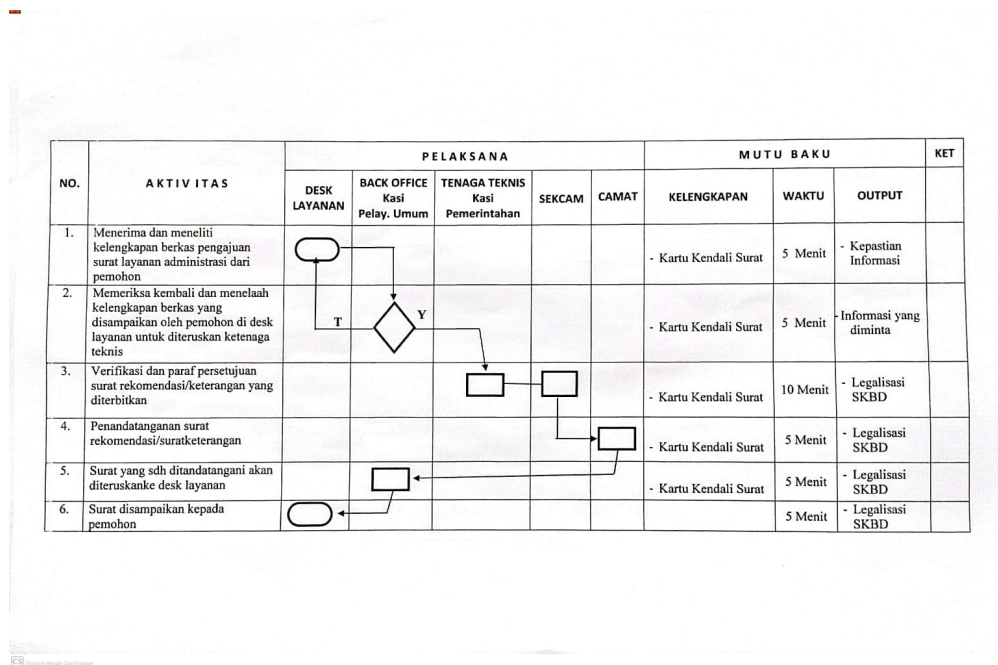 PELAKSANA
MUTU BAKU
KET
NO.
AKTIVITAS
DESK
LAYANAN
BACK OFFICE
Kasi
Pelay. Umum
TENAGA TEKNIS
Kasi
Pemerintahan
SEKCAM
CAMAT
KELENGKAPAN
WAKTU
OUTPUT
1.
Menerima dan meneliti
kelengkapan berkas pengajuan
surat layanan administrasi dari
pemohon
- Kartu Kendali Surat
5 Menit
- Kepastian
Informasi
2.
Memeriksa kembali dan menelaah
kelengkapan berkas yang
disampaikan oleh pemohon di desk
layanan untuk diteruskan ketenaga
teknis
T
Y
- Kartu Kendali Surat
5 Menit
- Informasi yang
diminta
3.
Verifikasi dan paraf persetujuan
surat rekomendasi/keterangan yang
diterbitkan
- Kartu Kendali Surat
10 Menit
- Legalisasi
SKBD
4.
Penandatanganan surat
rekomendasi/suratketerangan
- Kartu Kendali Surat
5 Menit
- Legalisasi
SKBD
5.
Surat yang sdh ditandatangani akan
diteruskanke desk layanan
- Kartu Kendali Surat
5 Menit
- Legalisasi
SKBD
6.
Surat disampaikan kepada
pemohon
5 Menit
- Legalisasi
SKBD
CS